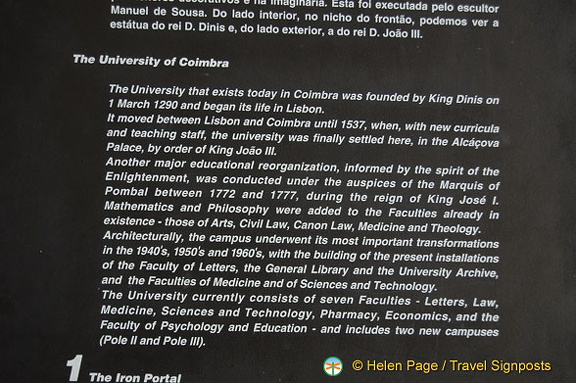 decorativos e na imaginária. Esta foi executada pelo escultor
Manuel de Sousa. Do lado interior, no nicho do frontão, podemos ver a
estátua do rei D. Dinis e, do lado exterior, a do rei D. João III.
The University of Coimbra
The University that exists today in Coimbra was founded by King Dinis on
1 March 1290 and began its life in Lisbon.
It moved between Lisbon and Coimbra until 1537, when, with new curricula
and teaching staff, the university was finally settled here, in the Alcáçova
Palace, by order of King João III.
Another major educational reorganization, informed by the spirit of the
Enlightenment, was conducted under the auspices of the Marquis of
Pombal between 1772 and 1777, during the reign of King José I.
Mathematics and Philosophy were added to the Faculties already in
existence - those of Arts, Civil Law, Canon Law, Medicine and Theology.
Architecturally, the campus underwent its most important transformations
in the 1940's, 1950's and 1960's, with the building of the present installations
of the Faculty of Letters, the General Library and the University Archive,
and the Faculties of Medicine and of Sciences and Technology.
The University currently consists of seven Faculties - Letters, Law,
Medicine, Sciences and Technology, Pharmacy, Economics, and the
Faculty of Psychology and Education - and includes two new campuses
(Pole II and Pole III).
1 The Iron Portal
© Helen Page / Travel Signposts